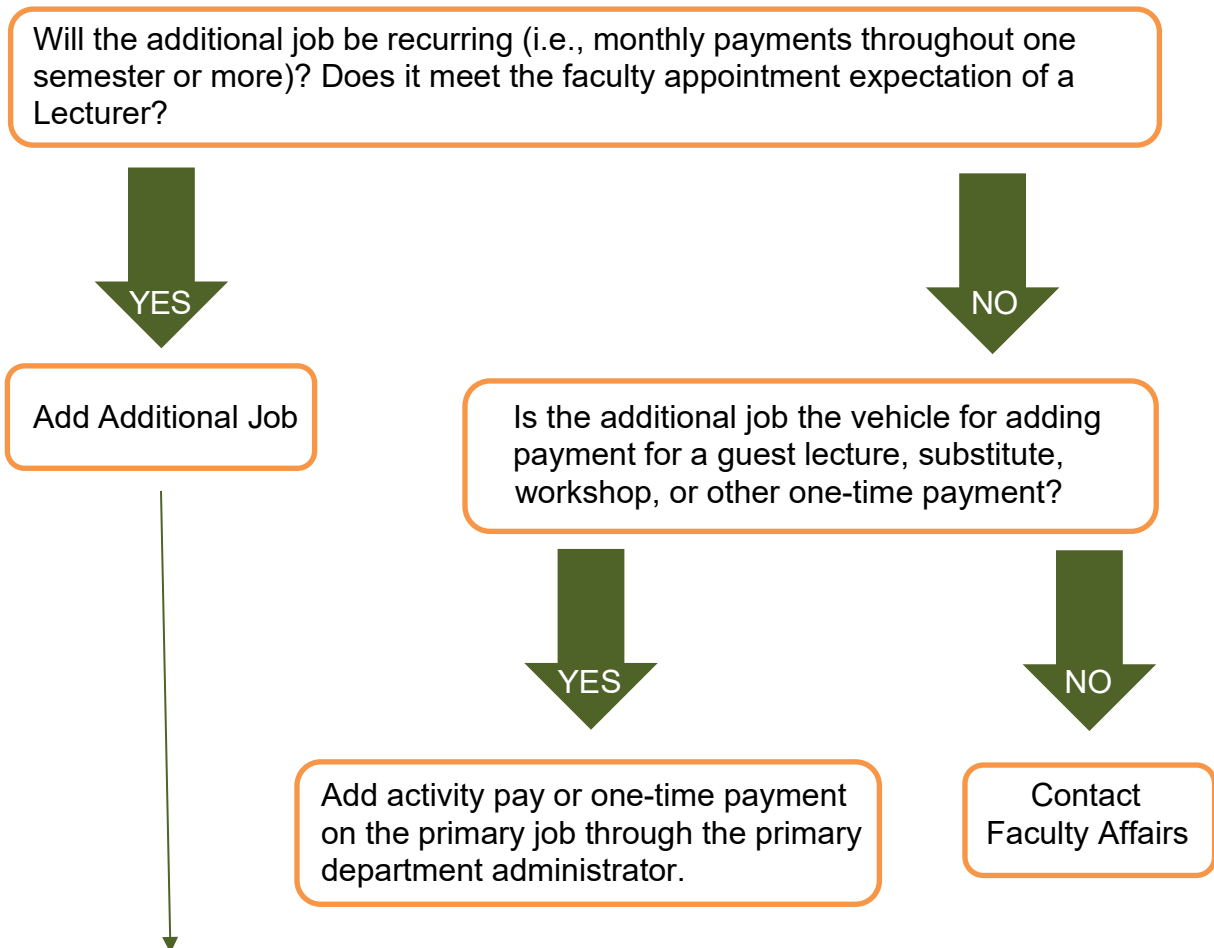 Will the additional job be recurring (i.e., monthly payments throughout one
semester or more)? Does it meet the faculty appointment expectation of a
Lecturer?
YES
NO
Add Additional Job
Is the additional job the vehicle for adding
payment for a guest lecture, substitute,
workshop, or other one-time payment?
YES
NO
Add activity pay or one-time payment
on the primary job through the primary
department administrator.
Contact
Faculty Affairs